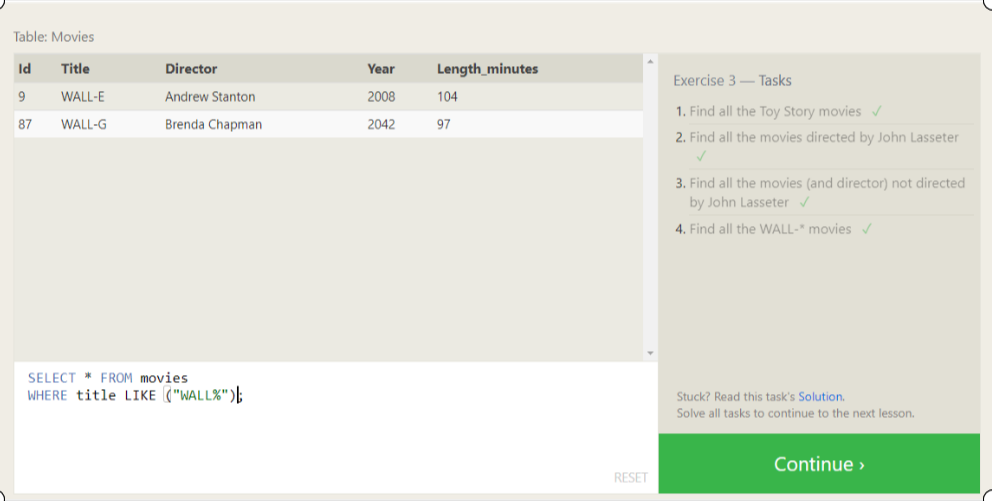 Table: Movies
Id Title Director Year Length_minutes
9 WALL-E Andrew Stanton 2008 104
87 WALL-G Brenda Chapman 2042 97
SELECT * FROM movies
WHERE title LIKE ("WALL%");
RESET
Exercise 3 — Tasks
1. Find all the Toy Story movies ✓
2. Find all the movies directed by John Lasseter
✓
3. Find all the movies (and director) not directed
by John Lasseter ✓
4. Find all the WALL-* movies ✓
Stuck? Read this task's Solution.
Solve all tasks to continue to the next lesson.
Continue ›